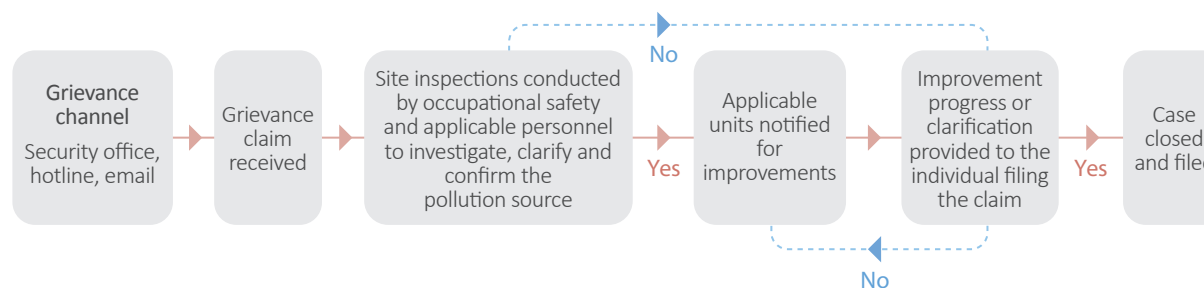 No
Grievance
channel
Security office,
hotline, email
Grievance
claim
received
Site inspections conducted
by occupational safety
and applicable personnel
to investigate, clarify and
confirm the
pollution source
Yes
Applicable
units notified
for
improvements
Improvement
progress or
clarification
provided to the
individual filing
the claim
Yes
Case
closed
and
No